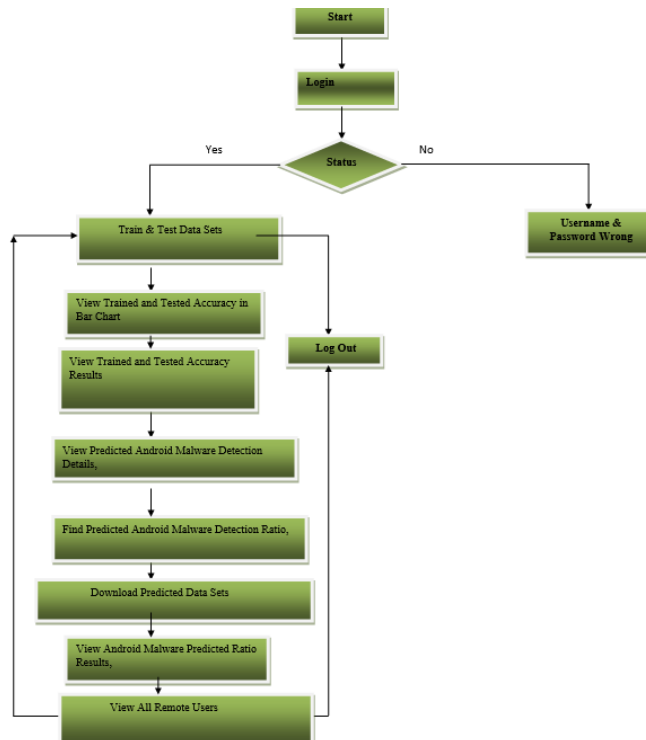 Start
Login
Yes
No
Status
Train & Test Data Sets
Username &
Password Wrong
View Trained and Tested Accuracy in
Bar Chart
Log Out
View Trained and Tested Accuracy
Results
View Predicted Android Malware Detection
Details,
Find Predicted Android Malware Detection Ratio,
Download Predicted Data Sets
View Android Malware Predicted Ratio
Results,
View All Remote Users